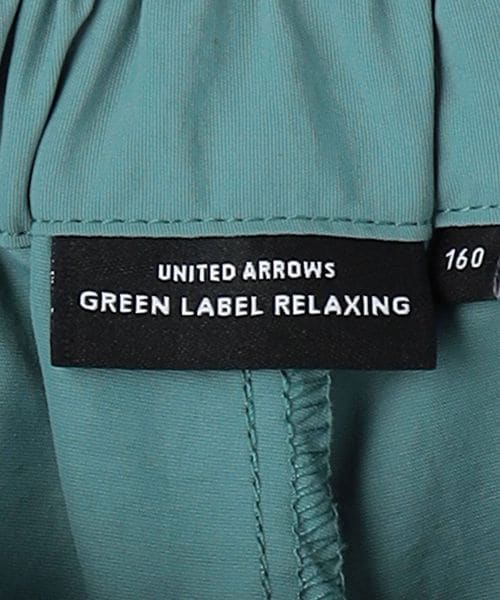 UNITED ARROWS
GREEN LABEL RELAXING
160